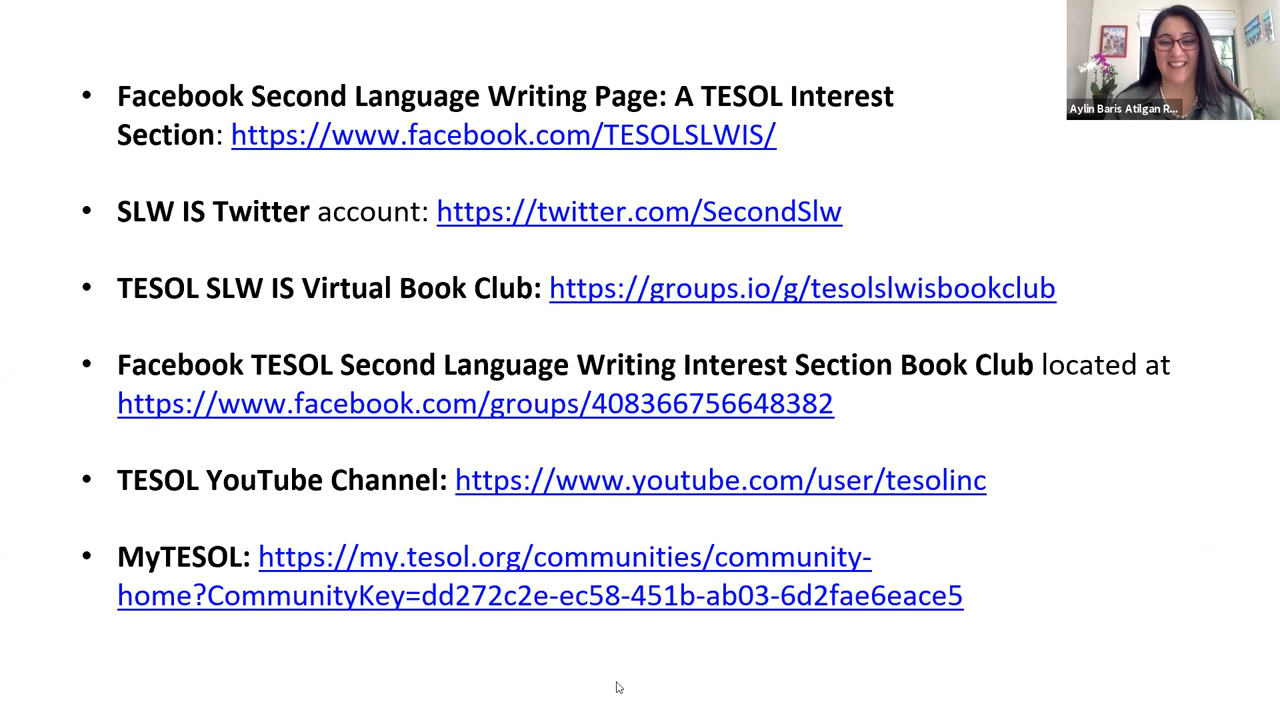 • Facebook Second Language Writing Page: A TESOL Interest
Section: https://www.facebook.com/TESOLSLWIS/
• SLW IS Twitter account: https://twitter.com/SecondSlw
• TESOL SLW IS Virtual Book Club: https://groups.io/g/tesolslwisbookclub
• Facebook TESOL Second Language Writing Interest Section Book Club located at
https://www.facebook.com/groups/408366756648382
• TESOL YouTube Channel: https://www.youtube.com/user/tesolinc
• MyTESOL: https://my.tesol.org/communities/community-
home?CommunityKey=dd272c2e-ec58-451b-ab03-6d2fae6eace5
Aylin Baris Atilgan R...